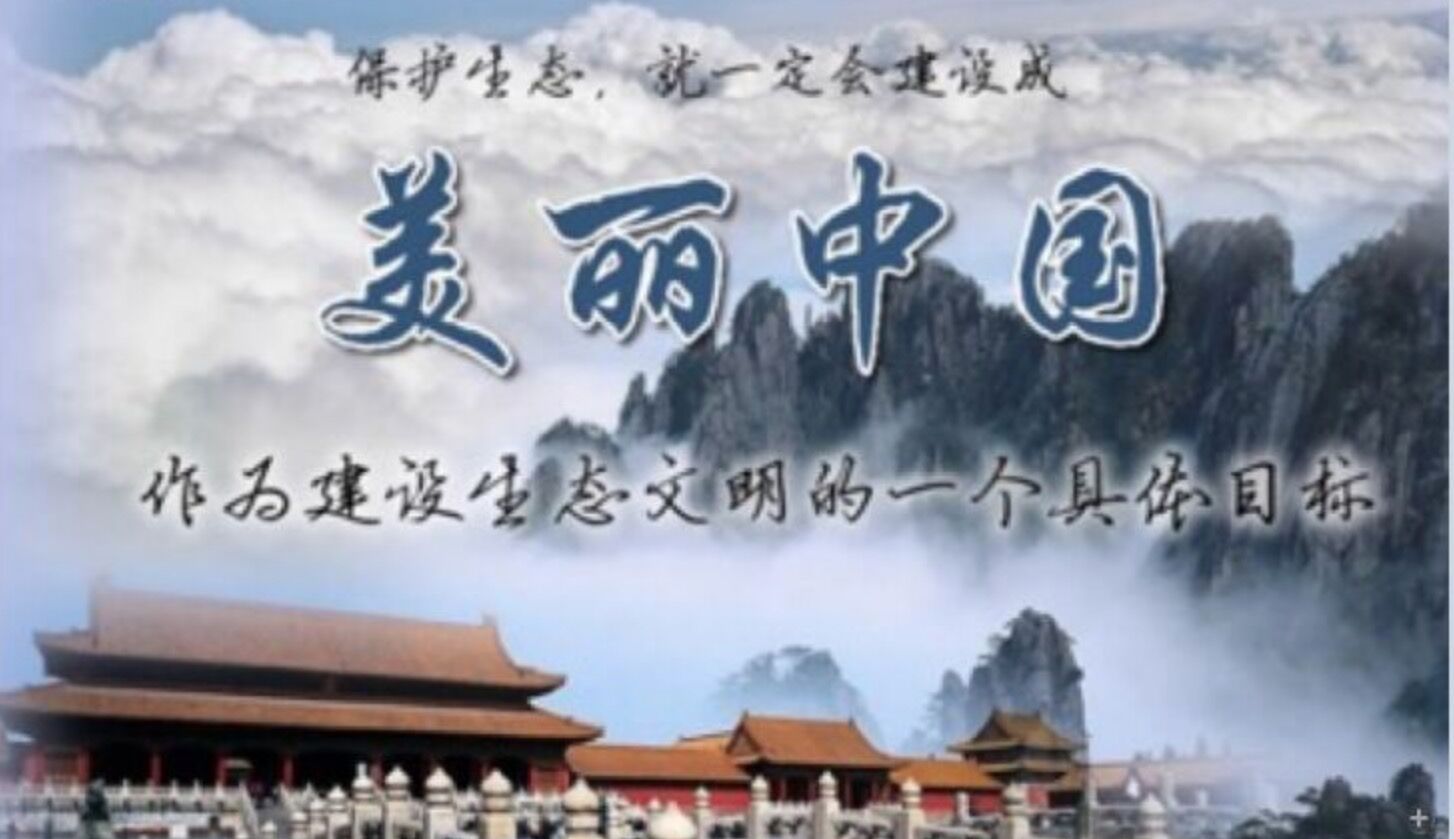 保护生态，就一定会建设成
美丽中国
作为建设生态文明的一个具体目标